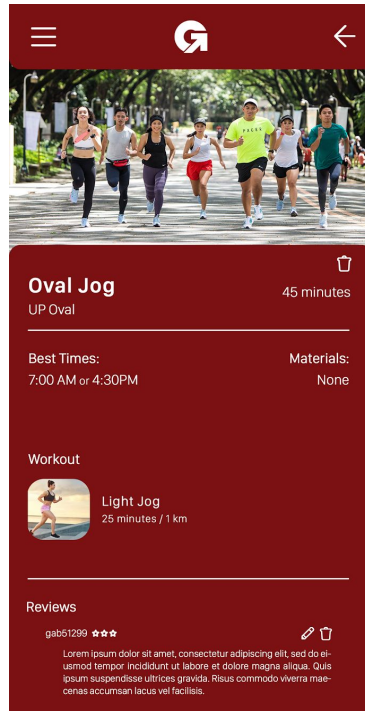 Oval Jog
45 minutes
UP Oval
Best Times:
Materials:
7:00 AM or 4:30PM
None
Workout
Light Jog
25 minutes / 1 km
Reviews
gab51299
Lorem ipsum dolor sit amet, consectetur adipiscing elit, sed do ei-
usmod tempor incididunt ut labore et dolore magna aliqua. Quis
ipsum suspendisse ultrices gravida. Risus commodo viverra mae-
cenas accumsan lacus vel facilisis.